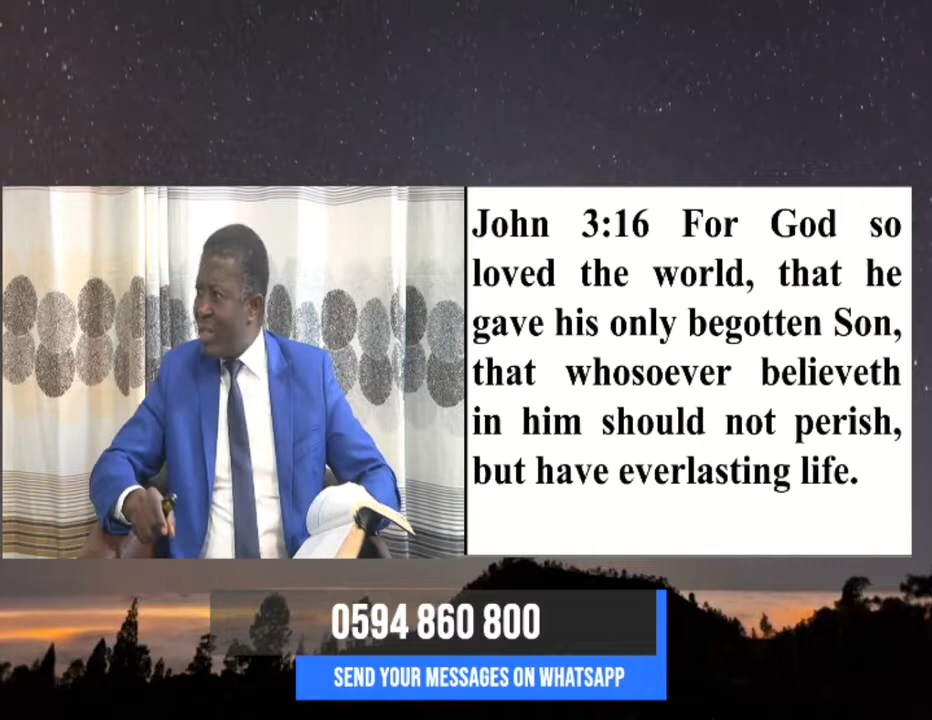 John 3:16 For God so
loved the world, that he
gave his only begotten Son,
that whosoever believeth
in him should not perish,
but have everlasting life.
0594 860 800
SEND YOUR MESSAGES ON WHATSAPP